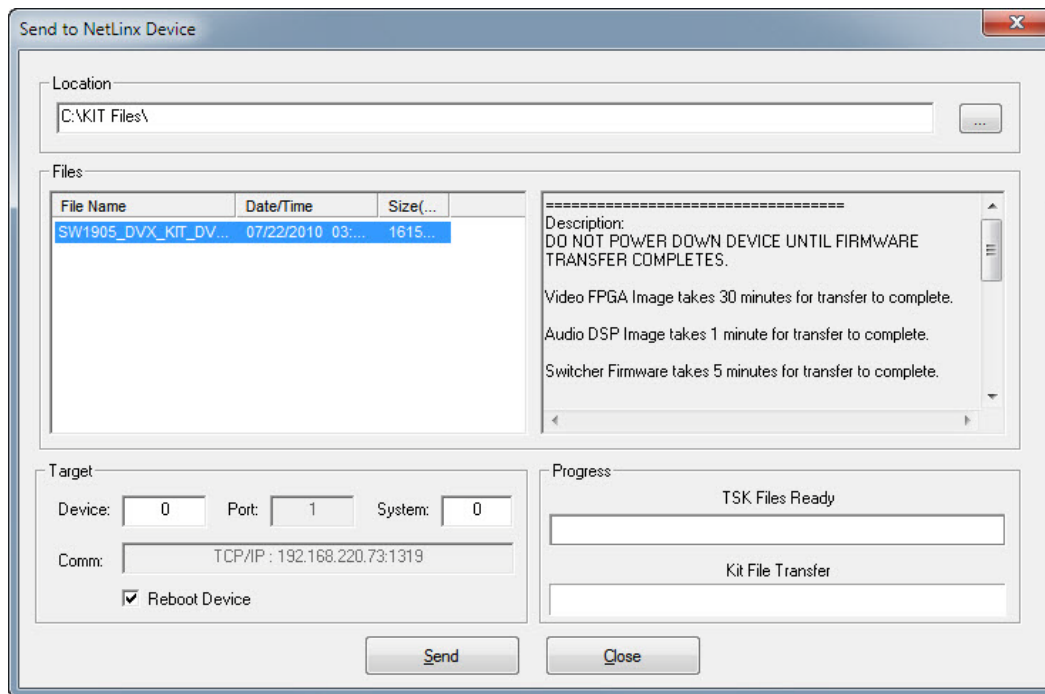 Send to NetLinx Device
Location
C:\KIT Files\
...
Files
File Name Date/Time Size(...
SW1905_DVX_KIT_DV... 07/22/2010 03:... 1615...
===================================
Description:
DO NOT POWER DOWN DEVICE UNTIL FIRMWARE
TRANSFER COMPLETES.
Video FPGA Image takes 30 minutes for transfer to complete.
Audio DSP Image takes 1 minute for transfer to complete.
Switcher Firmware takes 5 minutes for transfer to complete.
Target
Device: 0 Port: 1 System: 0
Comm: TCP/IP : 192.168.220.73:1319
Reboot Device
Progress
TSK Files Ready
Kit File Transfer
Send
Close